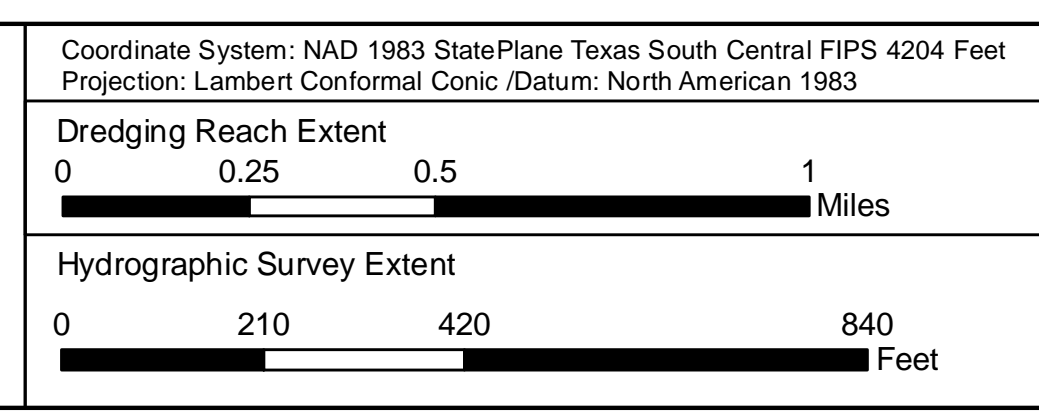 Coordinate System: NAD 1983 StatePlane Texas South Central FIPS 4204 Feet
Projection: Lambert Conformal Conic /Datum: North American 1983
Dredging Reach Extent
0 0.25 0.5 1
Miles
Hydrographic Survey Extent
0 210 420 840
Feet